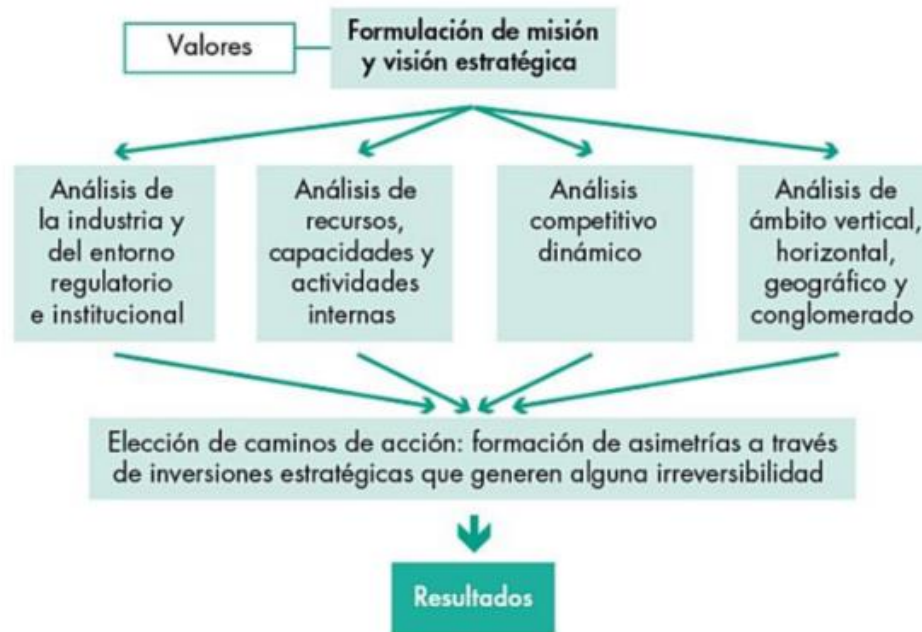 Valores
Formulación de misión
y visión estratégica
Análisis de
la industria y
del entorno
regulatorio
e institucional
Análisis de
recursos,
capacidades y
actividades
internas
Análisis
competitivo
dinámico
Análisis de
ámbito vertical,
horizontal,
geográfico y
conglomerado
Elección de caminos de acción: formación de asimetrías a través
de inversiones estratégicas que generen alguna irreversibilidad
Resultados